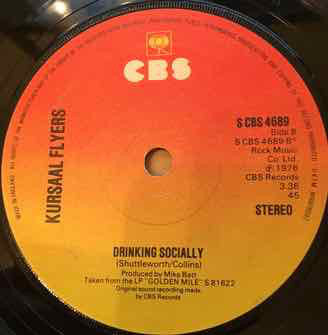 CBS
KURSAAL FLYERS
S CBS 4689
Side B
S CBS 4689 B
Rock Music
Co. Ltd.
℗ 1976
CBS Records
3.36
45
STEREO
MADE IN ENGLAND
DRINKING SOCIALLY
(Shuttleworth/Collins)
Produced by Mike Batt
Taken from the LP "GOLDEN MILE" S 81622
Original sound recording made
by CBS Records